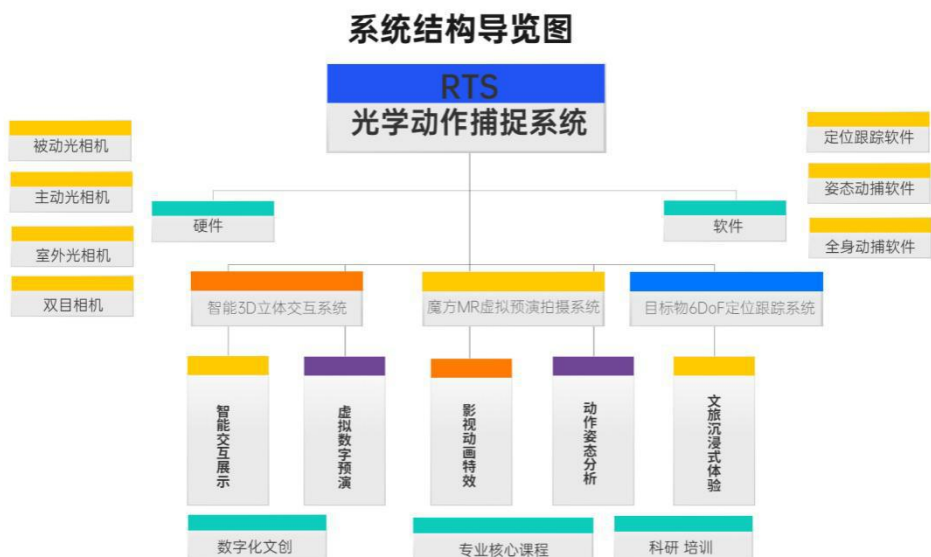 系统结构导览图
RTS
光学动作捕捉系统
被动光相机
主动光相机
室外光相机
双目相机
硬件
软件
定位跟踪软件
姿态动捕软件
全身动捕软件
智能3D立体交互系统
魔方MR虚拟预演拍摄系统
目标物6DoF定位跟踪系统
智能交互展示
虚拟数字预演
影视动画特效
动作姿态分析
文旅沉浸式体验
数字化文创
专业核心课程
科研 培训